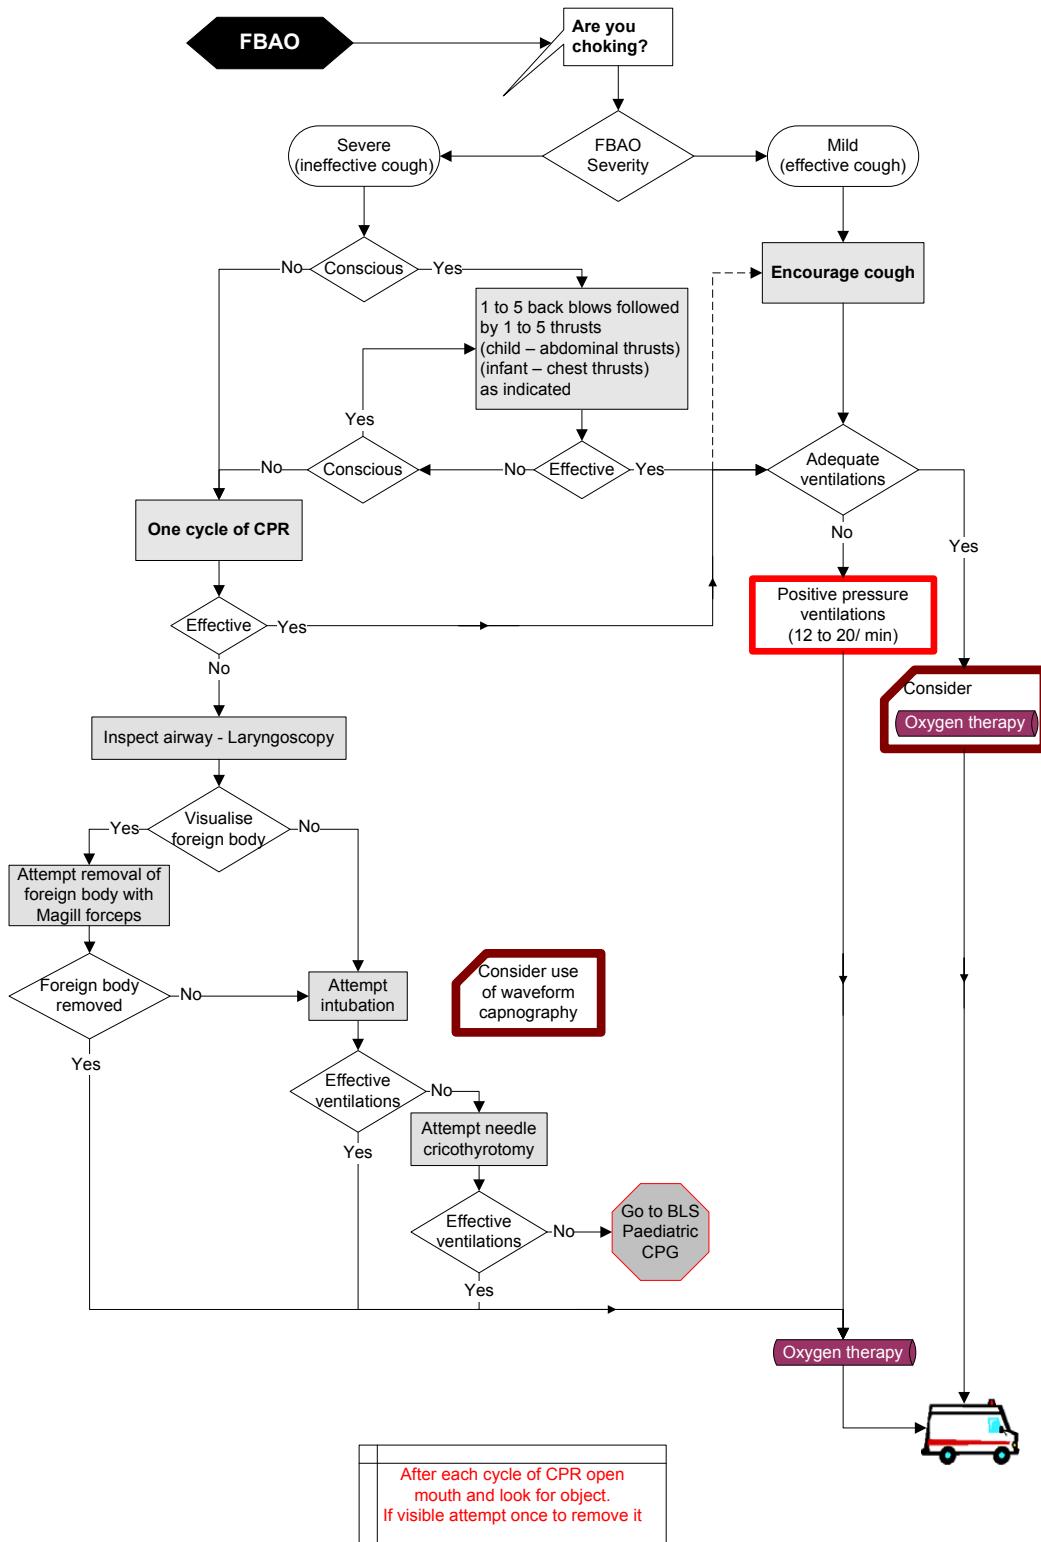 FBAO
Are you
choking?
Severe
(ineffective cough)
FBAO
Severity
Mild
(effective cough)
No
Conscious
Yes
Encourage cough
1 to 5 back blows followed
by 1 to 5 thrusts
(child – abdominal thrusts)
(infant – chest thrusts)
as indicated
Yes
No
Conscious
No
Effective
Yes
Adequate
ventilations
One cycle of CPR
No
Yes
Positive pressure
ventilations
(12 to 20/ min)
Effective
Yes
No
Consider
Oxygen therapy
Inspect airway - Laryngoscopy
Yes
Visualise
foreign body
No
Attempt removal of
foreign body with
Magill forceps
Foreign body
removed
No
Attempt
intubation
Consider use
of waveform
capnography
Yes
Effective
ventilations
No
Attempt needle
cricothyrotomy
Yes
Effective
ventilations
No
Go to BLS
Paediatric
CPG
Yes
Oxygen therapy
After each cycle of CPR open
mouth and look for object.
If visible attempt once to remove it